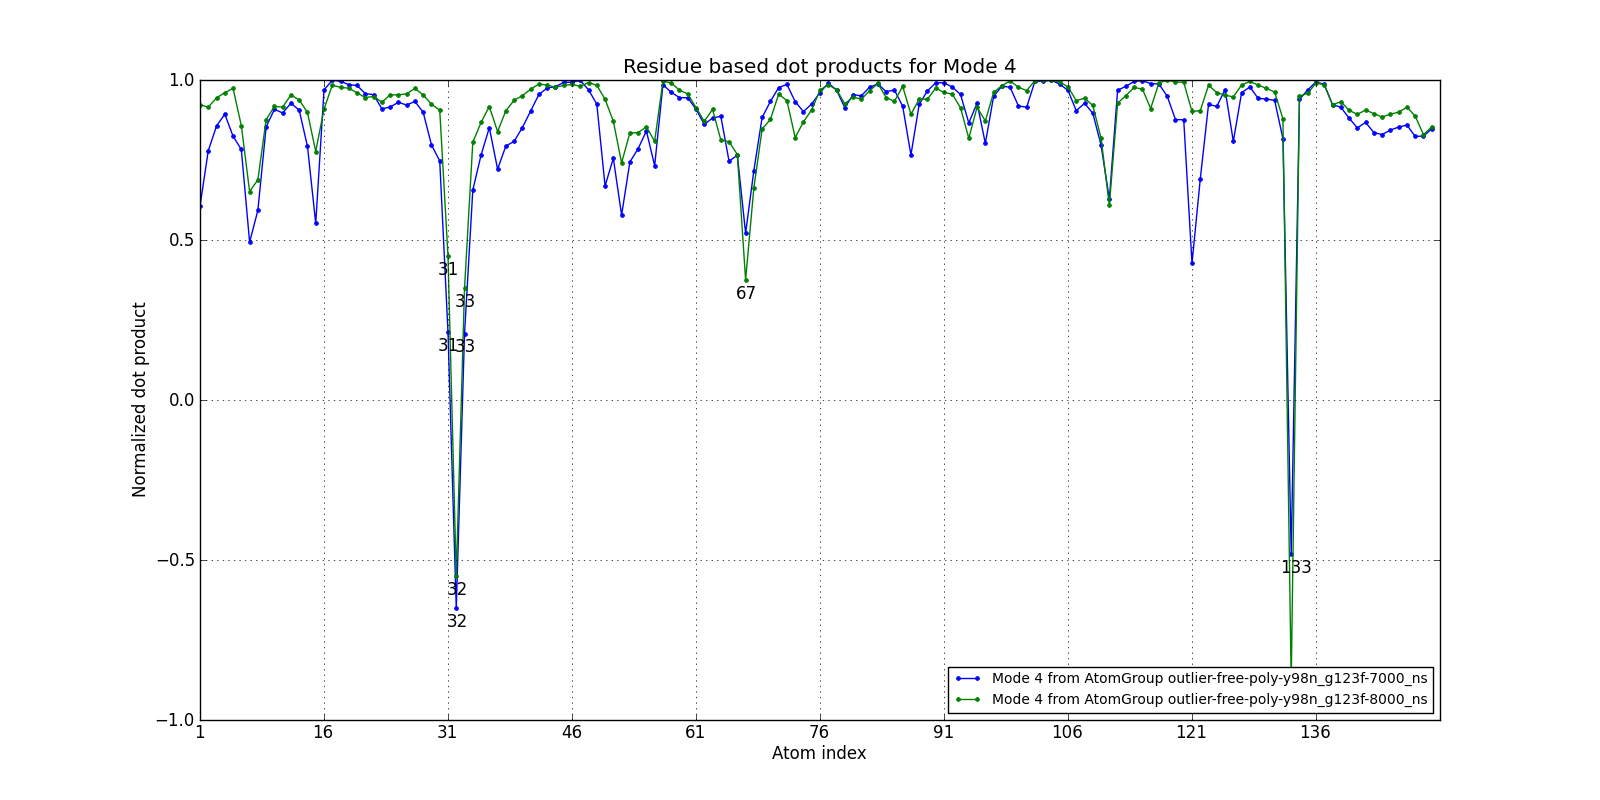 Residue based dot products for Mode 4
Normalized dot product
1.0
0.5
0.0
−0.5
−1.0
31
33
31
33
67
32
32
133
Mode 4 from AtomGroup outlier-free-poly-y98n_g123f-7000_ns
Mode 4 from AtomGroup outlier-free-poly-y98n_g123f-8000_ns
1 16 31 46 61 76 91 106 121 136
Atom index